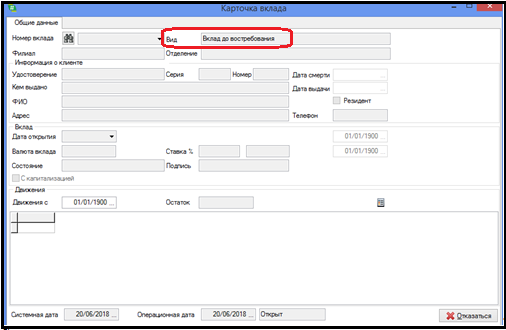 Карточка вклада
Общие данные
Номер вклада Вид Вклад до востребования
Филиал Отделение
Информация о клиенте
Удостоверение Серия Номер Дата смерти ...
Кем выдано Дата выдачи ...
ФИО Резидент
Адрес Телефон
Вклад
Дата открытия 01/01/1900
Валюта вклада Ставка % 01/01/1900
Состояние Подпись
С капитализацией
Движения
Движения с 01/01/1900 ... Остаток
Системная дата 20/06/2018 ... Операционная дата 20/06/2018 ... Открыт Отказаться